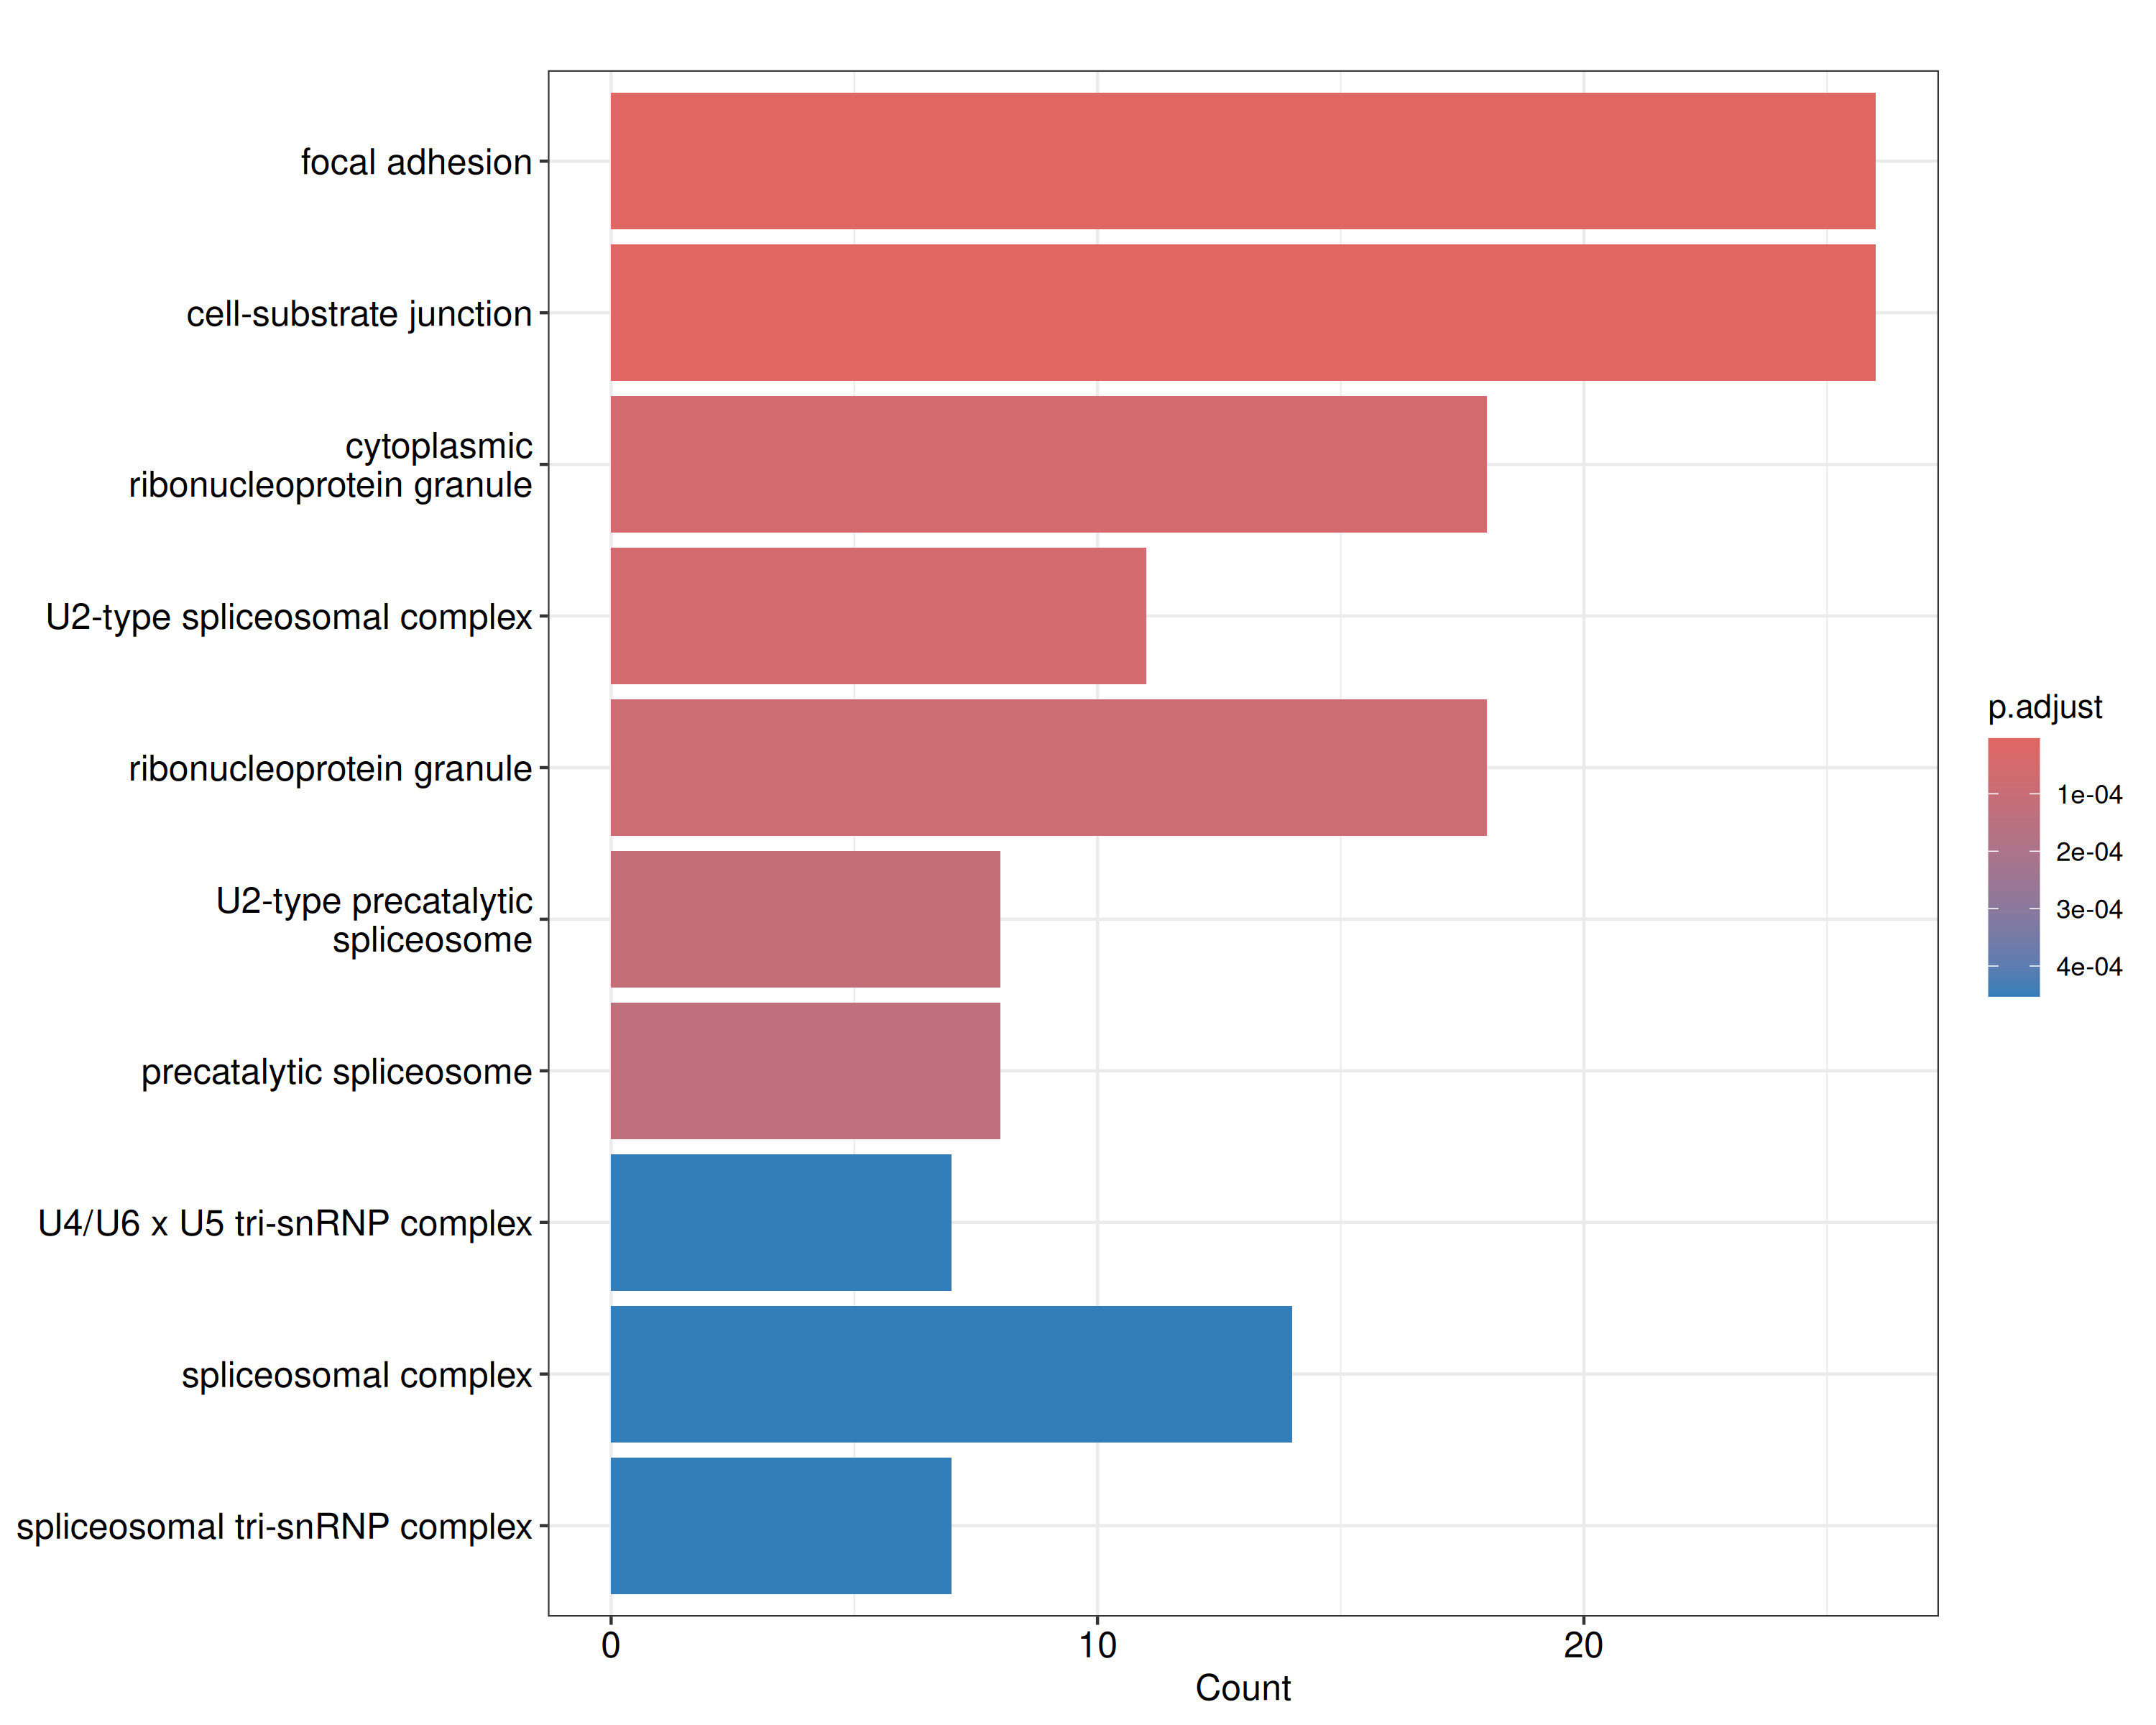 focal adhesion
cell-substrate junction
cytoplasmic
ribonucleoprotein granule
U2-type spliceosomal complex
ribonucleoprotein granule
U2-type precatalytic
spliceosome
precatalytic spliceosome
U4/U6 x U5 tri-snRNP complex
spliceosomal complex
spliceosomal tri-snRNP complex
0
10
20
Count
p.adjust
1e-04
2e-04
3e-04
4e-04